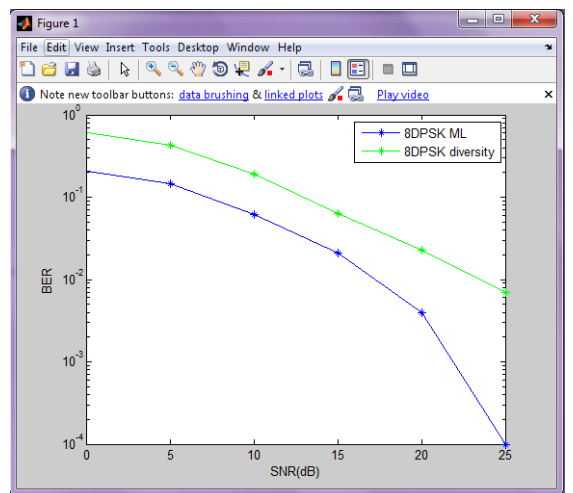 Figure 1
File Edit View Insert Tools Desktop Window Help
Note new toolbar buttons: data brushing & linked plots Play video
8DPSK ML
8DPSK diversity
10^0
10^-1
10^-2
10^-3
10^-4
BER
0 5 10 15 20 25
SNR(dB)